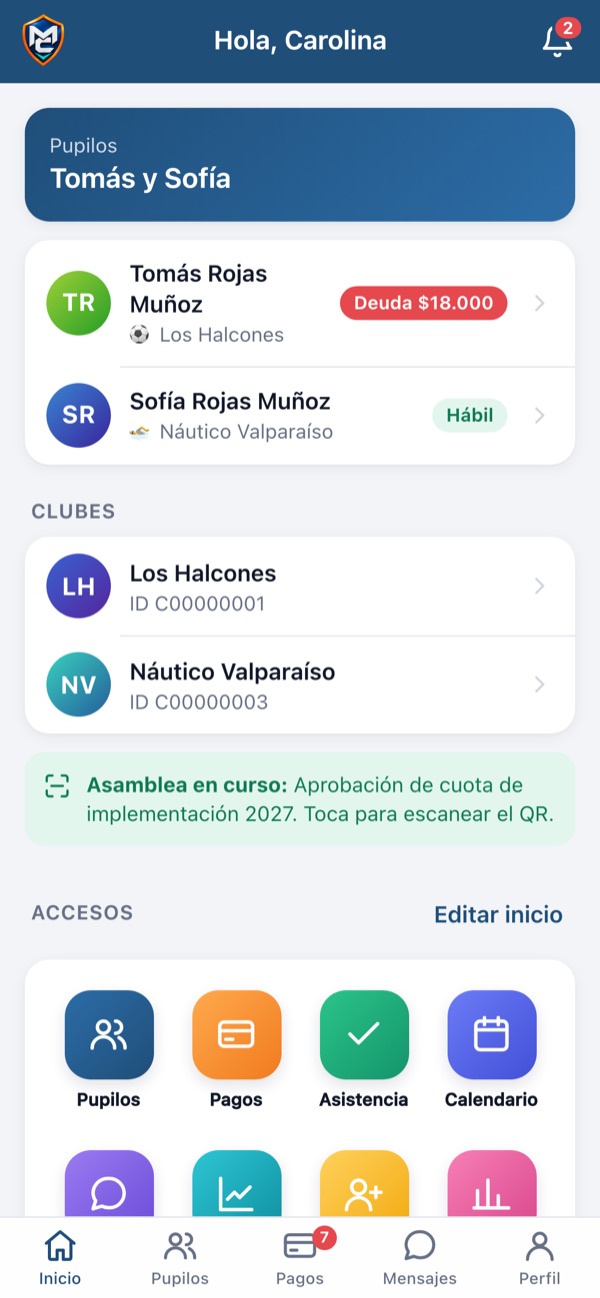 MC
Hola, Carolina
2
Pupilos
Tomás y Sofía
TR
Tomás Rojas
Muñoz
Los Halcones
Deuda $18.000
SR
Sofía Rojas Muñoz
Náutico Valparaíso
Hábil
CLUBES
LH
Los Halcones
ID C00000001
NV
Náutico Valparaíso
ID C00000003
Asamblea en curso: Aprobación de cuota de
implementación 2027. Toca para escanear el QR.
ACCESOS
Editar inicio
Pupilos
Pagos
Asistencia
Calendario
7
Inicio
Pupilos
Pagos
Mensajes
Perfil